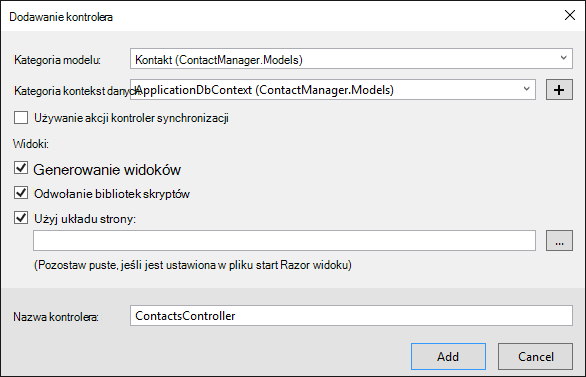 Dodawanie kontrolera
Kategoria modelu: Kontakt (ContactManager.Models)
Kategoria kontekst danych: ApplicationDbContext (ContactManager.Models)
Używanie akcji kontroler synchronizacji
Widoki:
Generowanie widoków
Odwołanie bibliotek skryptów
Użyj układu strony:
...
(Pozostaw puste, jeśli jest ustawiona w pliku start Razor widoku)
Nazwa kontrolera: ContactsController
Add Cancel